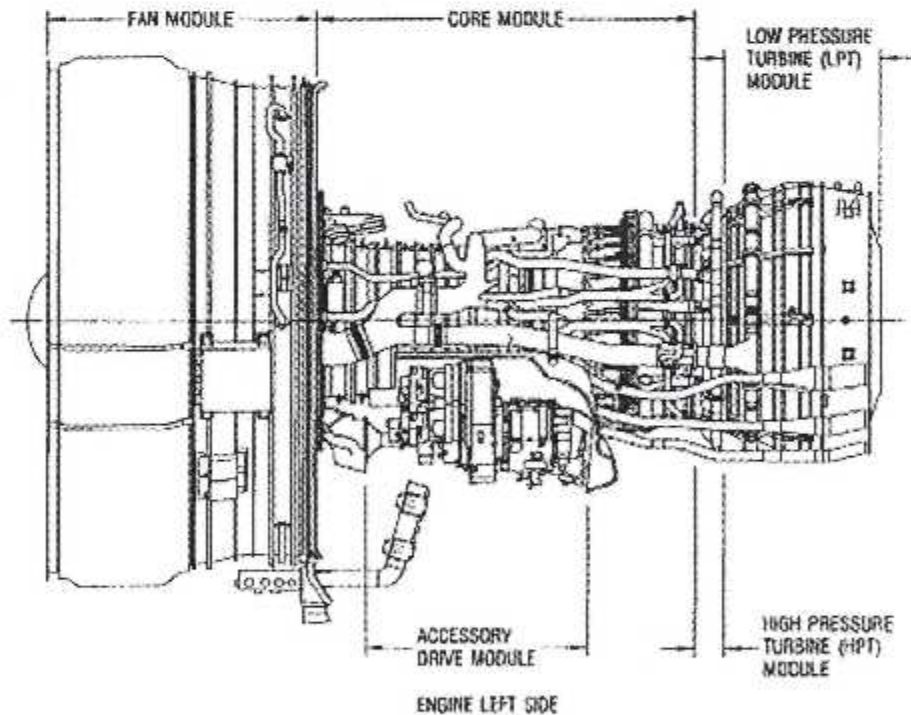 FAN MODULE
CORE MODULE
LOW PRESSURE
TURBINE (LPT)
MODULE
ACCESSORY
DRIVE MODULE
HIGH PRESSURE
TURBINE (HPT)
MODULE
ENGINE LEFT SIDE